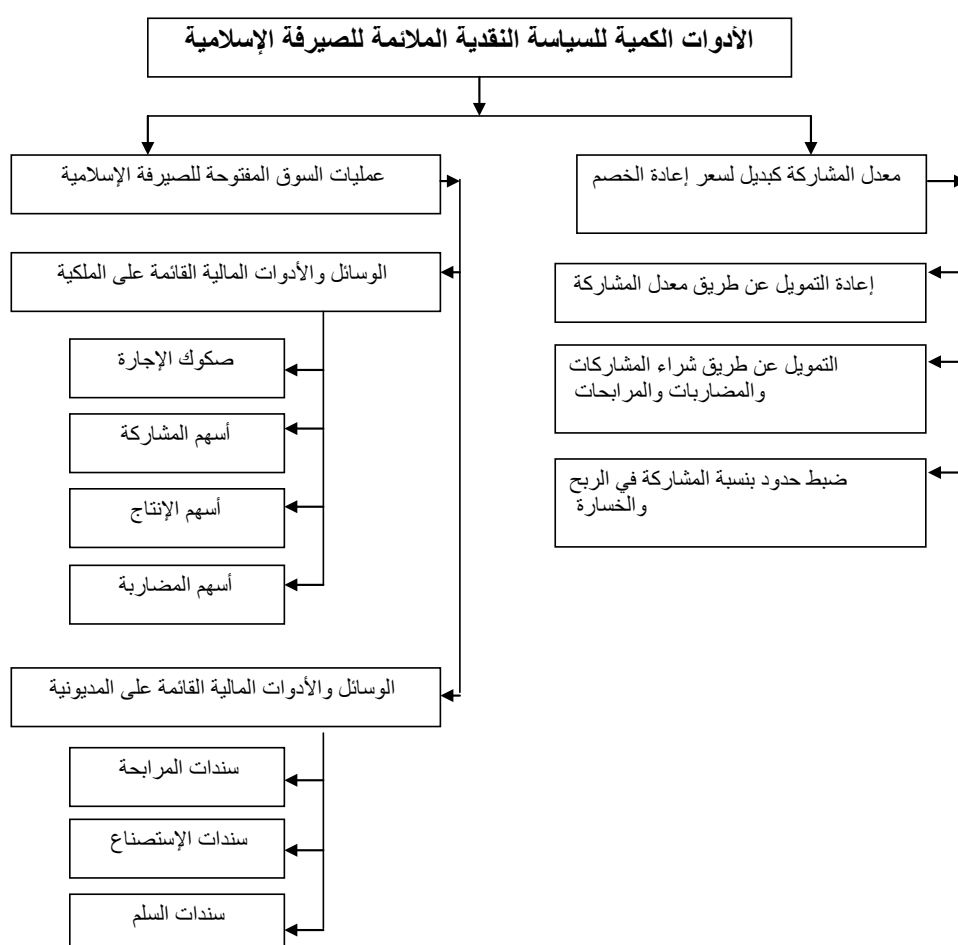 الأدوات الكمية للسياسة النقدية الملائمة للصيرفة الإسلامية
معدل المشاركة كبديل لسعر إعادة الخصم
إعادة التمويل عن طريق معدل المشاركة
التمويل عن طريق شراء المشاركات
والمضاربات والمرابحات
ضبط حدود بنسبة المشاركة في الربح
والخسارة
عمليات السوق المفتوحة للصيرفة الإسلامية
الوسائل والأدوات المالية القائمة على الملكية
صكوك الإجارة
أسهم المشاركة
أسهم الإنتاج
أسهم المضاربة
الوسائل والأدوات المالية القائمة على المديونية
سندات المرابحة
سندات الإستصناع
سندات السلم